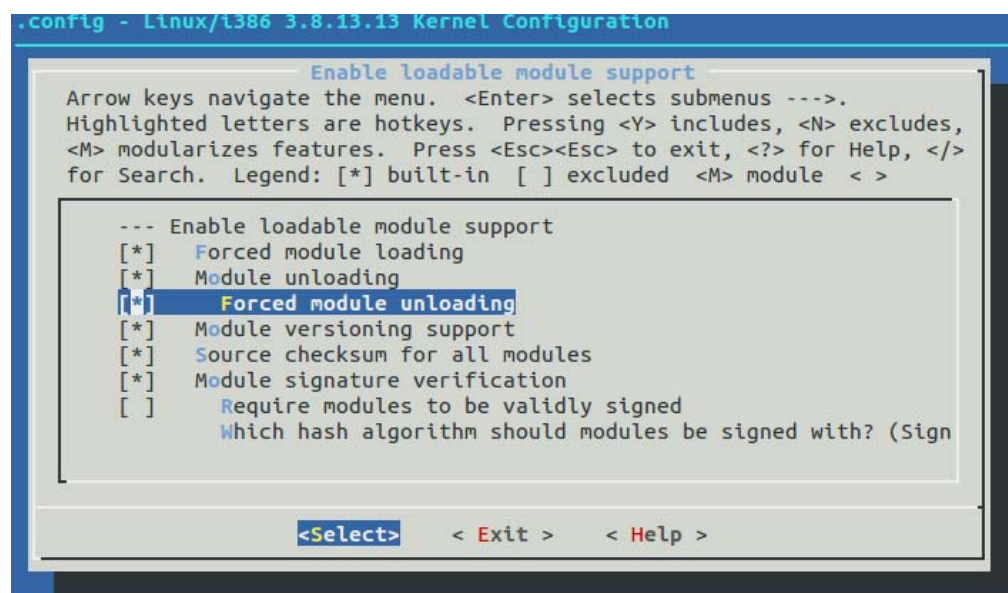 .config - Linux/i386 3.8.13.13 Kernel Configuration
Enable loadable module support
Arrow keys navigate the menu.  <Enter> selects submenus --->.
Highlighted letters are hotkeys.  Pressing <Y> includes, <N> excludes,
<M> modularizes features.  Press <Esc><Esc> to exit, <?> for Help, </>
for Search.  Legend: [*] built-in  [ ] excluded  <M> module  < >
--- Enable loadable module support
[*]   Forced module loading
[*]   Module unloading
[*]     Forced module unloading
[*]   Module versioning support
[*]   Source checksum for all modules
[*]   Module signature verification
[ ]     Require modules to be validly signed
Which hash algorithm should modules be signed with? (Sign
<Select>    < Exit >    < Help >